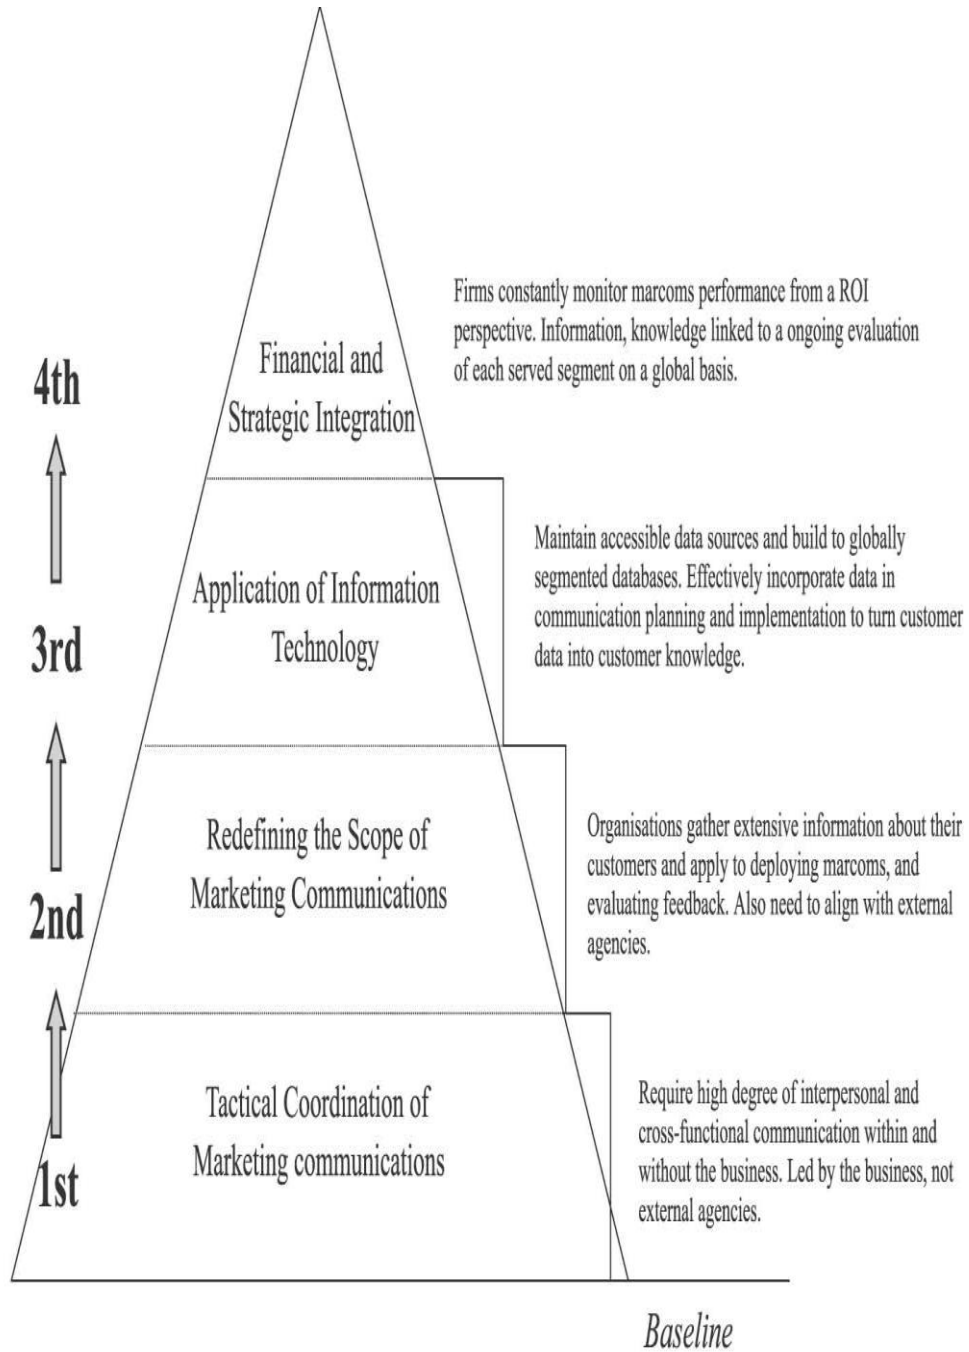 Firms constantly monitor marcoms performance from a ROI
perspective. Information, knowledge linked to a ongoing evaluation
of each served segment on a global basis.
Financial and
Strategic Integration
4th
Maintain accessible data sources and build to globally
segmented databases. Effectively incorporate data in
communication planning and implementation to turn customer
data into customer knowledge.
Application of Information
Technology
3rd
Organisations gather extensive information about their
customers and apply to deploying marcoms, and
evaluating feedback. Also need to align with external
agencies.
Redefining the Scope of
Marketing Communications
2nd
Require high degree of interpersonal and
cross-functional communication within and
without the business. Led by the business, not
external agencies.
Tactical Coordination of
Marketing communications
1st
Baseline